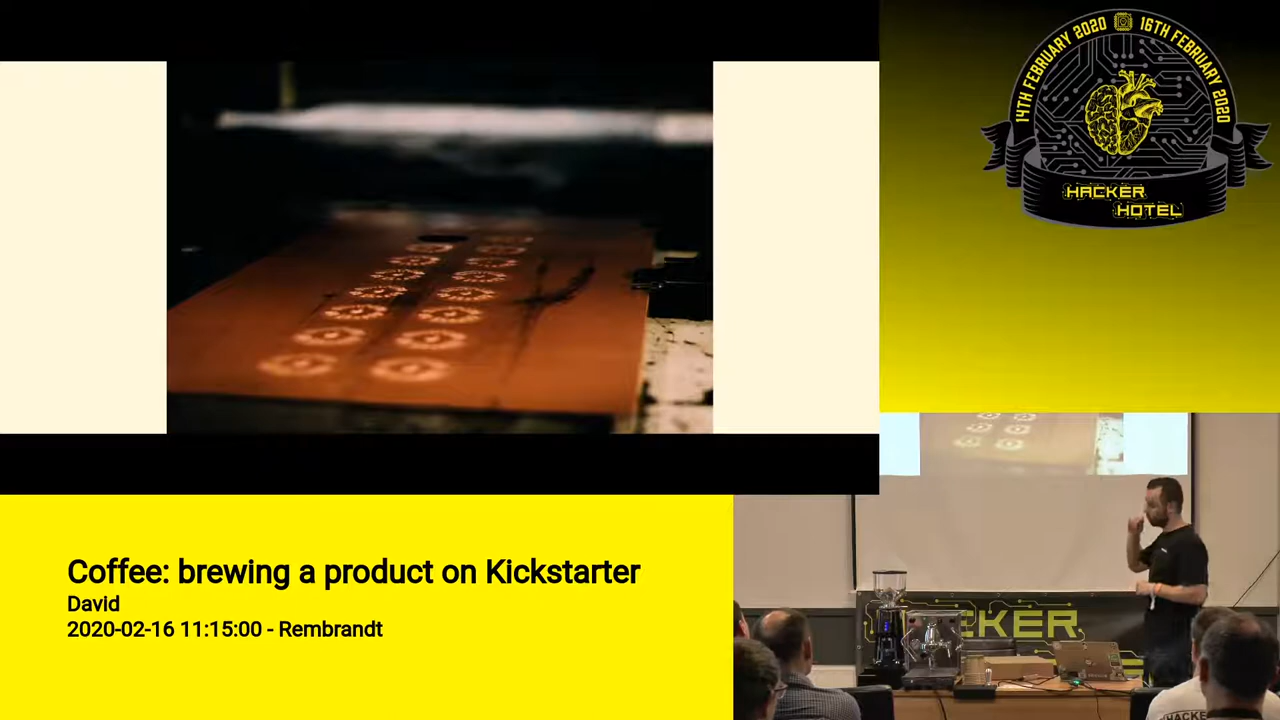 14TH FEBRUARY 2020
16TH FEBRUARY 2020
HACKER
HOTEL
Coffee: brewing a product on Kickstarter
David
2020-02-16 11:15:00 - Rembrandt
CKER